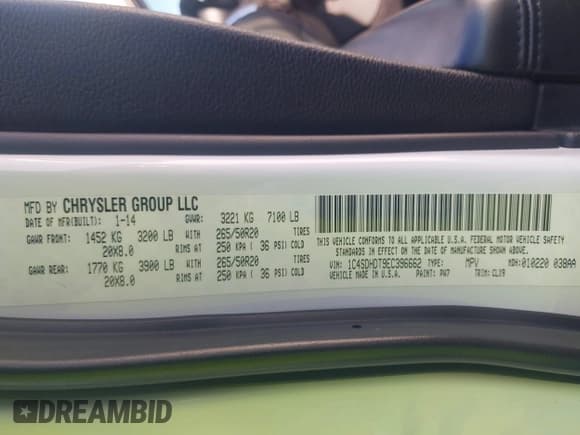 MFD BY CHRYSLER GROUP LLC
DATE OF MFR(BUILT): 1-14 GVWR: 3221 KG 7100 LB
GAWR FRONT: 1452 KG 3200 LB WITH 265/50R20 TIRES
20X8.0 RIMS AT 250 KPA ( 36 PSI) COLD
GAWR REAR: 1770 KG 3900 LB WITH 265/50R20 TIRES
20X8.0 RIMS AT 250 KPA ( 36 PSI) COLD
THIS VEHICLE CONFORMS TO ALL APPLICABLE U.S.A. FEDERAL MOTOR VEHICLE SAFETY
STANDARDS IN EFFECT ON THE DATE OF MANUFACTURE SHOWN ABOVE.
VIN: 1C4SDHDT9EC396662 TYPE: MPV MDH: 010220 038AA
VEHICLE MADE IN U.S.A. PAINT: PW7 TRIM: CLX9
DREAMBID